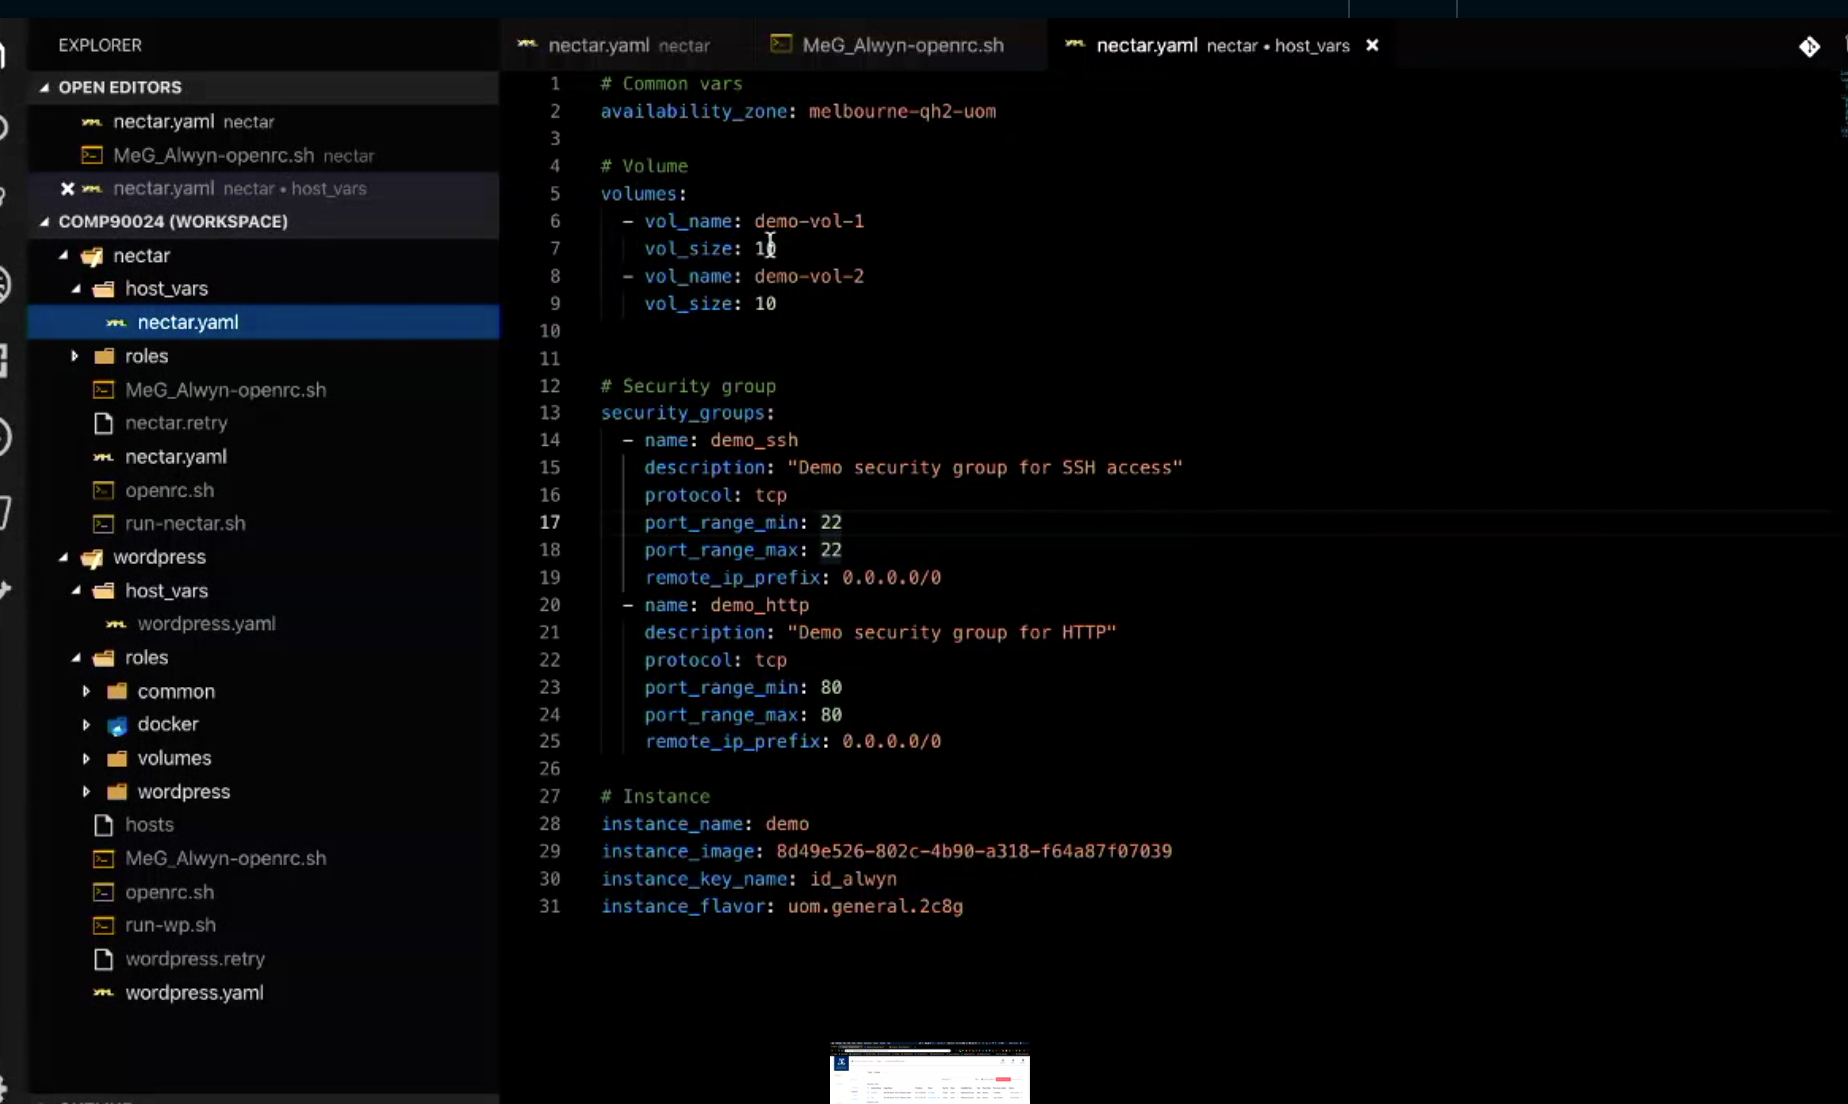 EXPLORER
OPEN EDITORS
nectar.yaml nectar
MeG_Alwyn-openrc.sh nectar
nectar.yaml nectar • host_vars
COMP90024 (WORKSPACE)
nectar
host_vars
nectar.yaml
roles
MeG_Alwyn-openrc.sh
nectar.retry
nectar.yaml
openrc.sh
run-nectar.sh
wordpress
host_vars
wordpress.yaml
roles
common
docker
volumes
wordpress
hosts
MeG_Alwyn-openrc.sh
openrc.sh
run-wp.sh
wordpress.retry
wordpress.yaml
nectar.yaml nectar
MeG_Alwyn-openrc.sh
nectar.yaml nectar • host_vars
1 # Common vars
2 availability_zone: melbourne-qh2-uom
3
4 # Volume
5 volumes:
6 - vol_name: demo-vol-1
7 vol_size: 10
8 - vol_name: demo-vol-2
9 vol_size: 10
10
11
12 # Security group
13 security_groups:
14 - name: demo_ssh
15 description: "Demo security group for SSH access"
16 protocol: tcp
17 port_range_min: 22
18 port_range_max: 22
19 remote_ip_prefix: 0.0.0.0/0
20 - name: demo_http
21 description: "Demo security group for HTTP"
22 protocol: tcp
23 port_range_min: 80
24 port_range_max: 80
25 remote_ip_prefix: 0.0.0.0/0
26
27 # Instance
28 instance_name: demo
29 instance_image: 8d49e526-802c-4b90-a318-f64a87f07039
30 instance_key_name: id_alwyn
31 instance_flavor: uom.general.2c8g